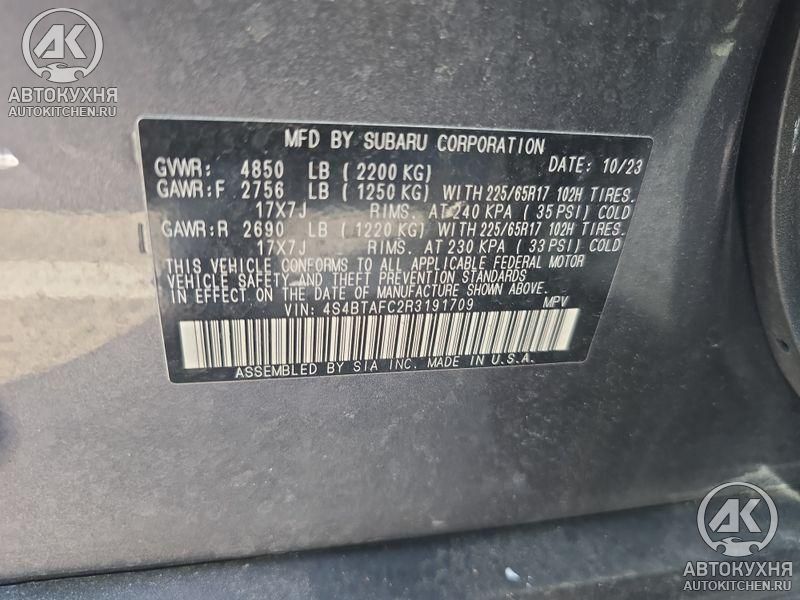 AK
АВТОКУХНЯ
AUTOKITCHEN.RU
MFD BY SUBARU CORPORATION
GVWR: 4850 LB (2200 KG) DATE: 10/23
GAWR:F 2756 LB (1250 KG) WITH 225/65R17 102H TIRES.
17X7J RIMS. AT 240 KPA (35 PSI) COLD
GAWR:R 2690 LB (1220 KG) WITH 225/65R17 102H TIRES.
17X7J RIMS. AT 230 KPA (33 PSI) COLD
THIS VEHICLE CONFORMS TO ALL APPLICABLE FEDERAL MOTOR
VEHICLE SAFETY AND THEFT PREVENTION STANDARDS
IN EFFECT ON THE DATE OF MANUFACTURE SHOWN ABOVE.
VIN: 4S4BTAFC2R3191709 MPV
ASSEMBLED BY SIA INC. MADE IN U.S.A.
AK
АВТОКУХНЯ
AUTOKITCHEN.RU